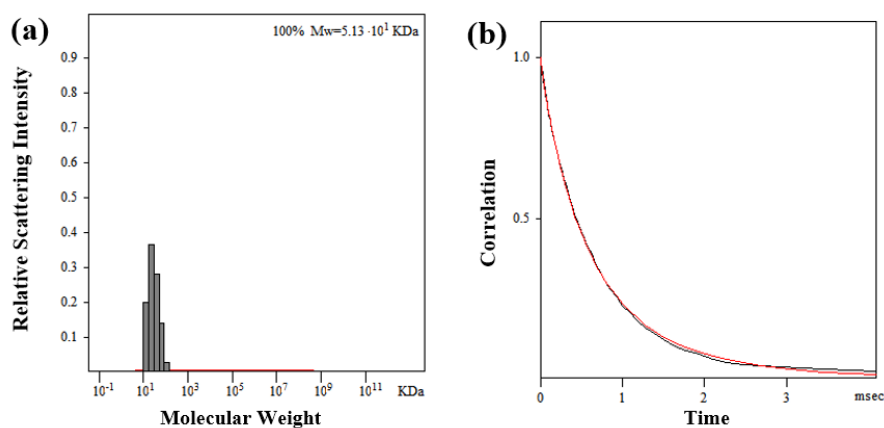 (a)
100% Mw=5.13 ·10¹ KDa
Relative Scattering Intensity
0.9
0.8
0.7
0.6
0.5
0.4
0.3
0.2
0.1
10⁻¹ 10¹ 10³ 10⁵ 10⁷ 10⁹ 10¹¹ KDa
Molecular Weight
(b)
Correlation
1.0
0.5
0 1 2 3 msec
Time